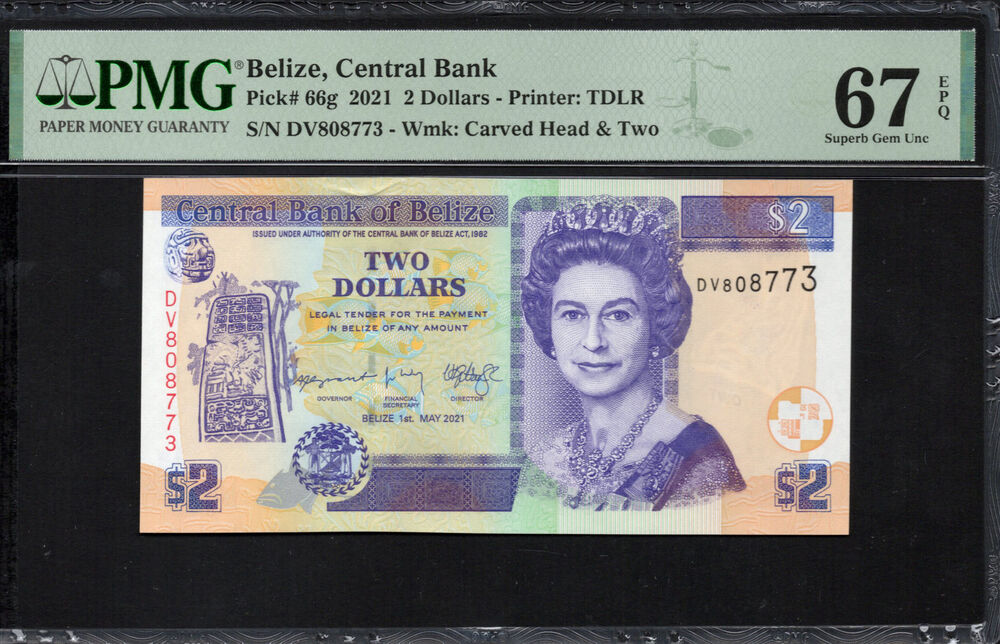 PMG®
PAPER MONEY GUARANTY
Belize, Central Bank
Pick# 66g 2021 2 Dollars - Printer: TDLR
S/N DV808773 - Wmk: Carved Head & Two
67
EPQ
Superb Gem Unc
Central Bank of Belize
ISSUED UNDER AUTHORITY OF THE CENTRAL BANK OF BELIZE ACT, 1982
$2
TWO
DOLLARS
LEGAL TENDER FOR THE PAYMENT
IN BELIZE OF ANY AMOUNT
DV808773
DV808773
GOVERNOR FINANCIAL SECRETARY DIRECTOR
BELIZE 1st. MAY 2021
$2
$2